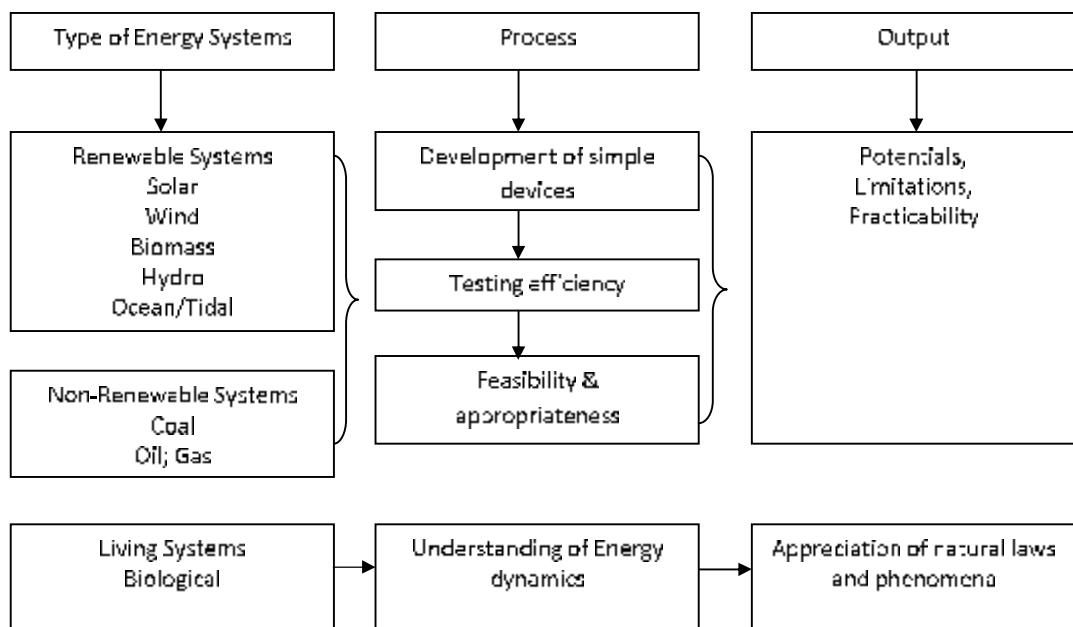 Type of Energy Systems
Process
Output
Renewable Systems
Solar
Wind
Biomass
Hydro
Ocean/Tidal
Non-Renewable Systems
Coal
Oil; Gas
Development of simple
devices
Testing efficiency
Feasibility &
appropriateness
Potentials,
Limitations,
Practicability
Living Systems
Biological
Understanding of Energy
dynamics
Appreciation of natural laws
and phenomena